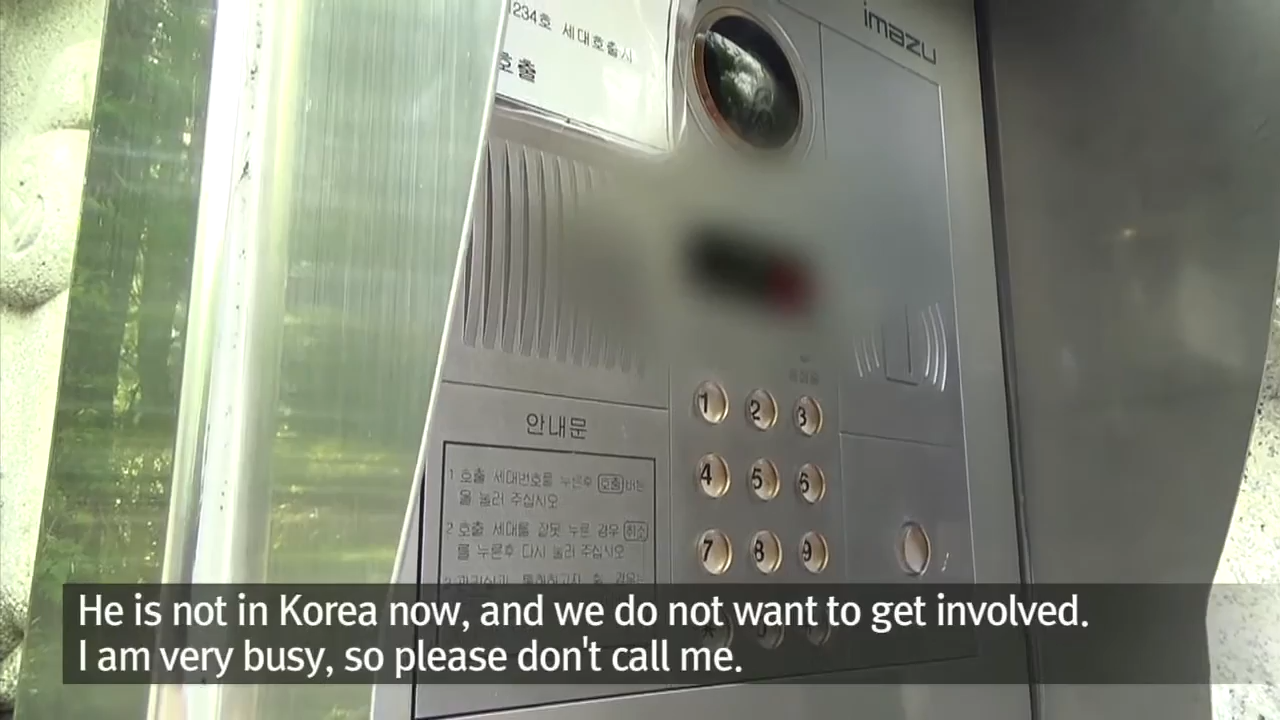 1234호 세대호출시
호출
imazu
안내문
1 호출 세대번호를 누른후 호출 버튼
을 눌러 주십시오
2 호출 세대를 잘못 누른 경우 취소
를 누른후 다시 눌러 주십시오
1 2 3
4 5 6
7 8 9
He is not in Korea now, and we do not want to get involved.
I am very busy, so please don't call me.